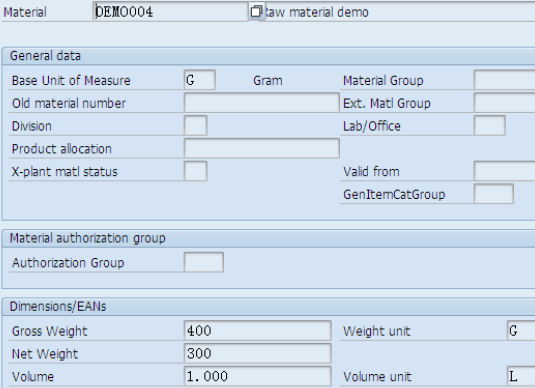 Material DEMO004 Raw material demo
General data
Base Unit of Measure G Gram Material Group
Old material number Ext. Matl Group
Division Lab/Office
Product allocation
X-plant matl status Valid from
GenItemCatGroup
Material authorization group
Authorization Group
Dimensions/EANs
Gross Weight 400 Weight unit G
Net Weight 300
Volume 1.000 Volume unit L